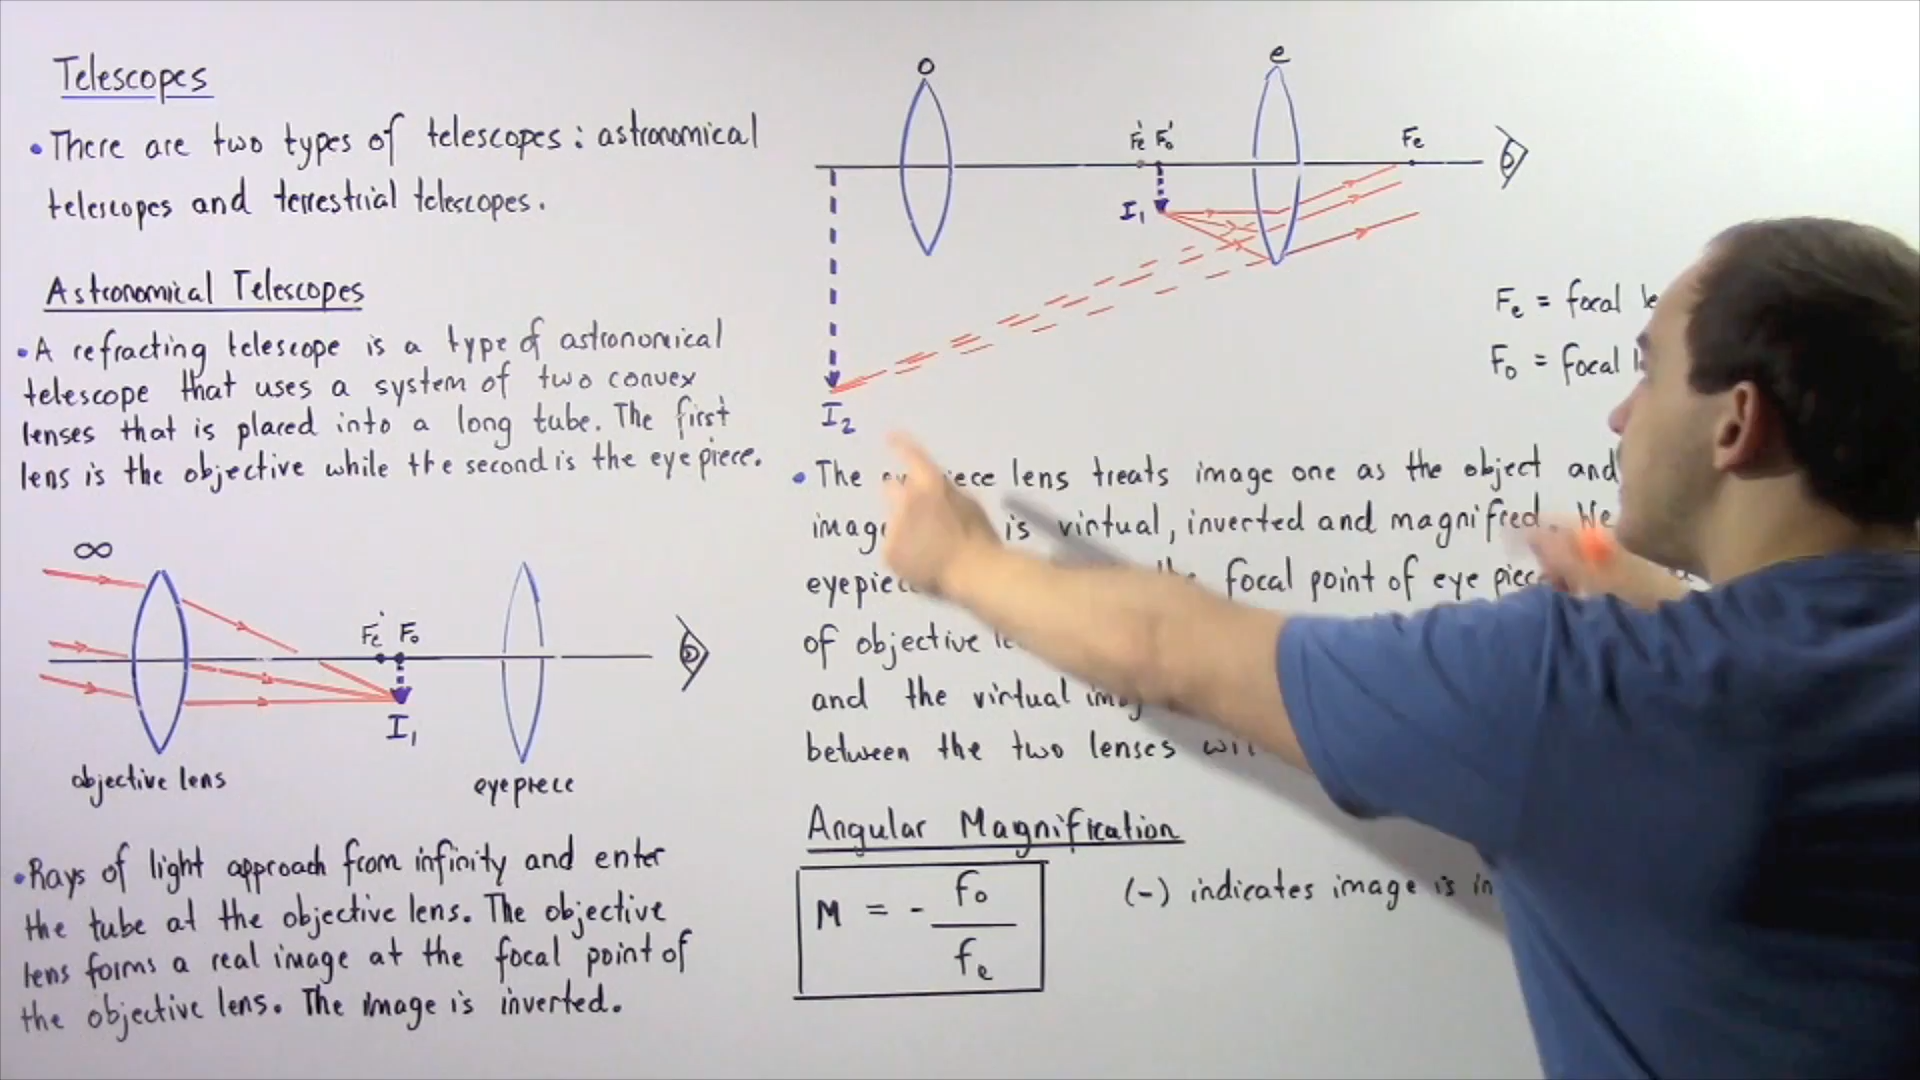 Telescopes
• There are two types of telescopes: astronomical
telescopes and terrestrial telescopes.
Astronomical Telescopes
• A refracting telescope is a type of astronomical
telescope that uses a system of two convex
lenses that is placed into a long tube. The first
lens is the objective while the second is the eyepiece.
∞
Fe' Fo
I1
objective lens
eyepiece
• Rays of light approach from infinity and enter
the tube at the objective lens. The objective
lens forms a real image at the focal point of
the objective lens. The image is inverted.
o
e
Fe' Fo'
Fe
I1
I2
Fe = focal
Fo = focal
• The lens treats image one as the object and
is virtual, inverted and magnified. We
focal point of eye piece
of objective
and the virtual
between the two lenses
Angular Magnification
M = - fo / fe
(-) indicates image is